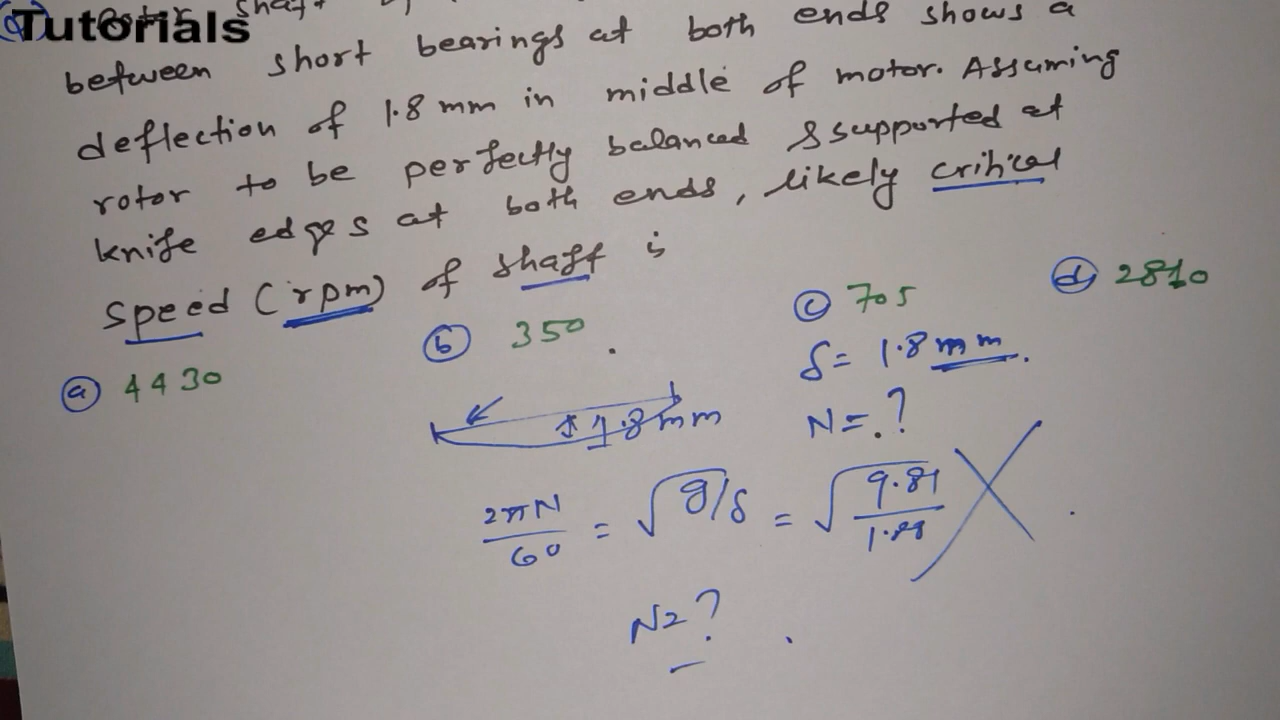 Tutorials
shaft
between short bearings at both ends shows a
deflection of 1.8 mm in middle of motor. Assuming
rotor to be perfectly balanced & supported at
knife edges at both ends, likely critical
speed (rpm) of shaft is
(a) 4430 (b) 350 (c) 705 (d) 2810
δ = 1.8 mm.
1.8 mm
N = ?
2πN/60 = √g/δ = √9.81/1.8
N = ?